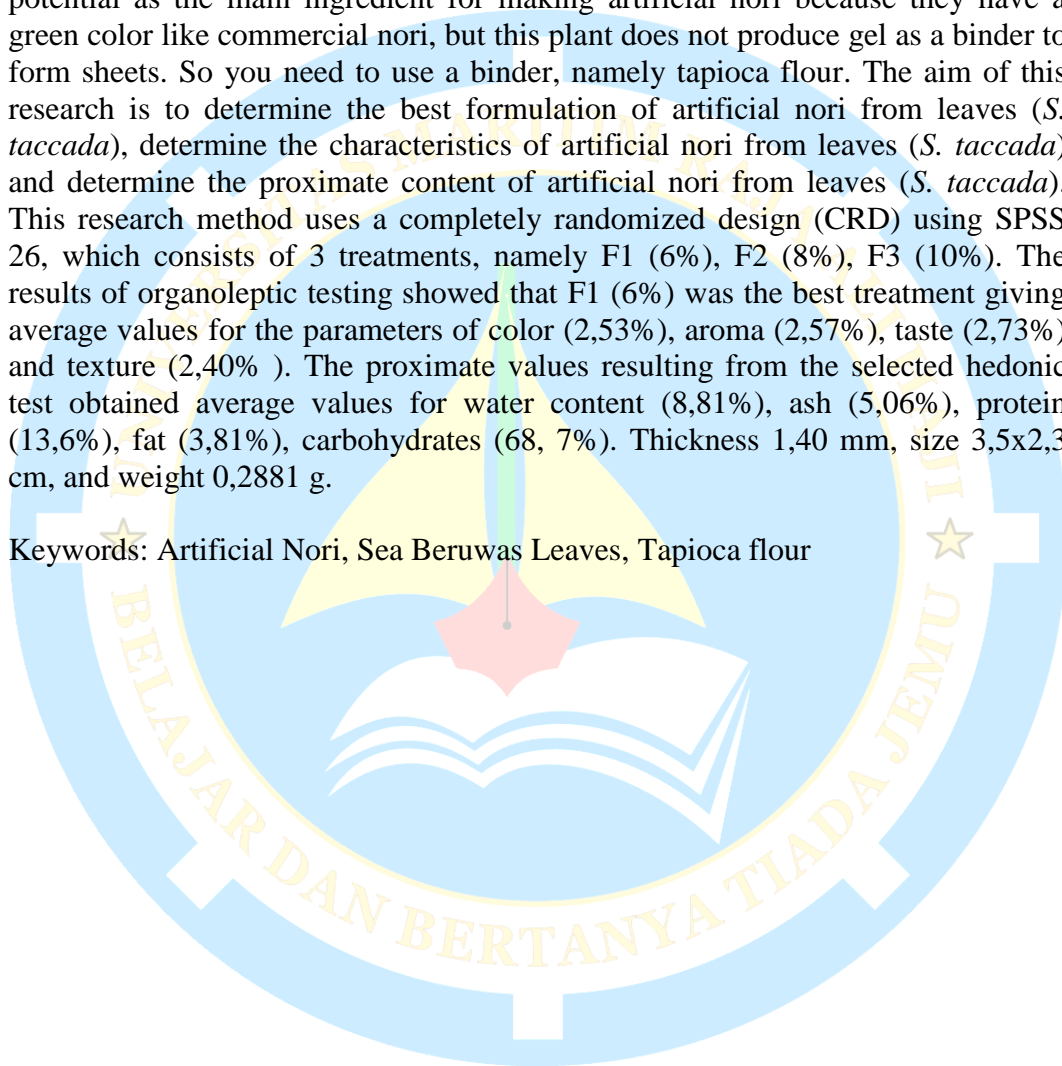 potential as the main ingredient for making artificial nori because they have a
green color like commercial nori, but this plant does not produce gel as a binder to
form sheets. So you need to use a binder, namely tapioca flour. The aim of this
research is to determine the best formulation of artificial nori from leaves (S.
taccada), determine the characteristics of artificial nori from leaves (S. taccada)
and determine the proximate content of artificial nori from leaves (S. taccada).
This research method uses a completely randomized design (CRD) using SPSS
26, which consists of 3 treatments, namely F1 (6%), F2 (8%), F3 (10%). The
results of organoleptic testing showed that F1 (6%) was the best treatment giving
average values for the parameters of color (2,53%), aroma (2,57%), taste (2,73%)
and texture (2,40% ). The proximate values resulting from the selected hedonic
test obtained average values for water content (8,81%), ash (5,06%), protein
(13,6%), fat (3,81%), carbohydrates (68, 7%). Thickness 1,40 mm, size 3,5x2,3
cm, and weight 0,2881 g.
Keywords: Artificial Nori, Sea Beruwas Leaves, Tapioca flour
UNIVERSITAS MARITIM RAJA ALI HAJI
BELAJAR DAN BERTANYA TIADA JEMU